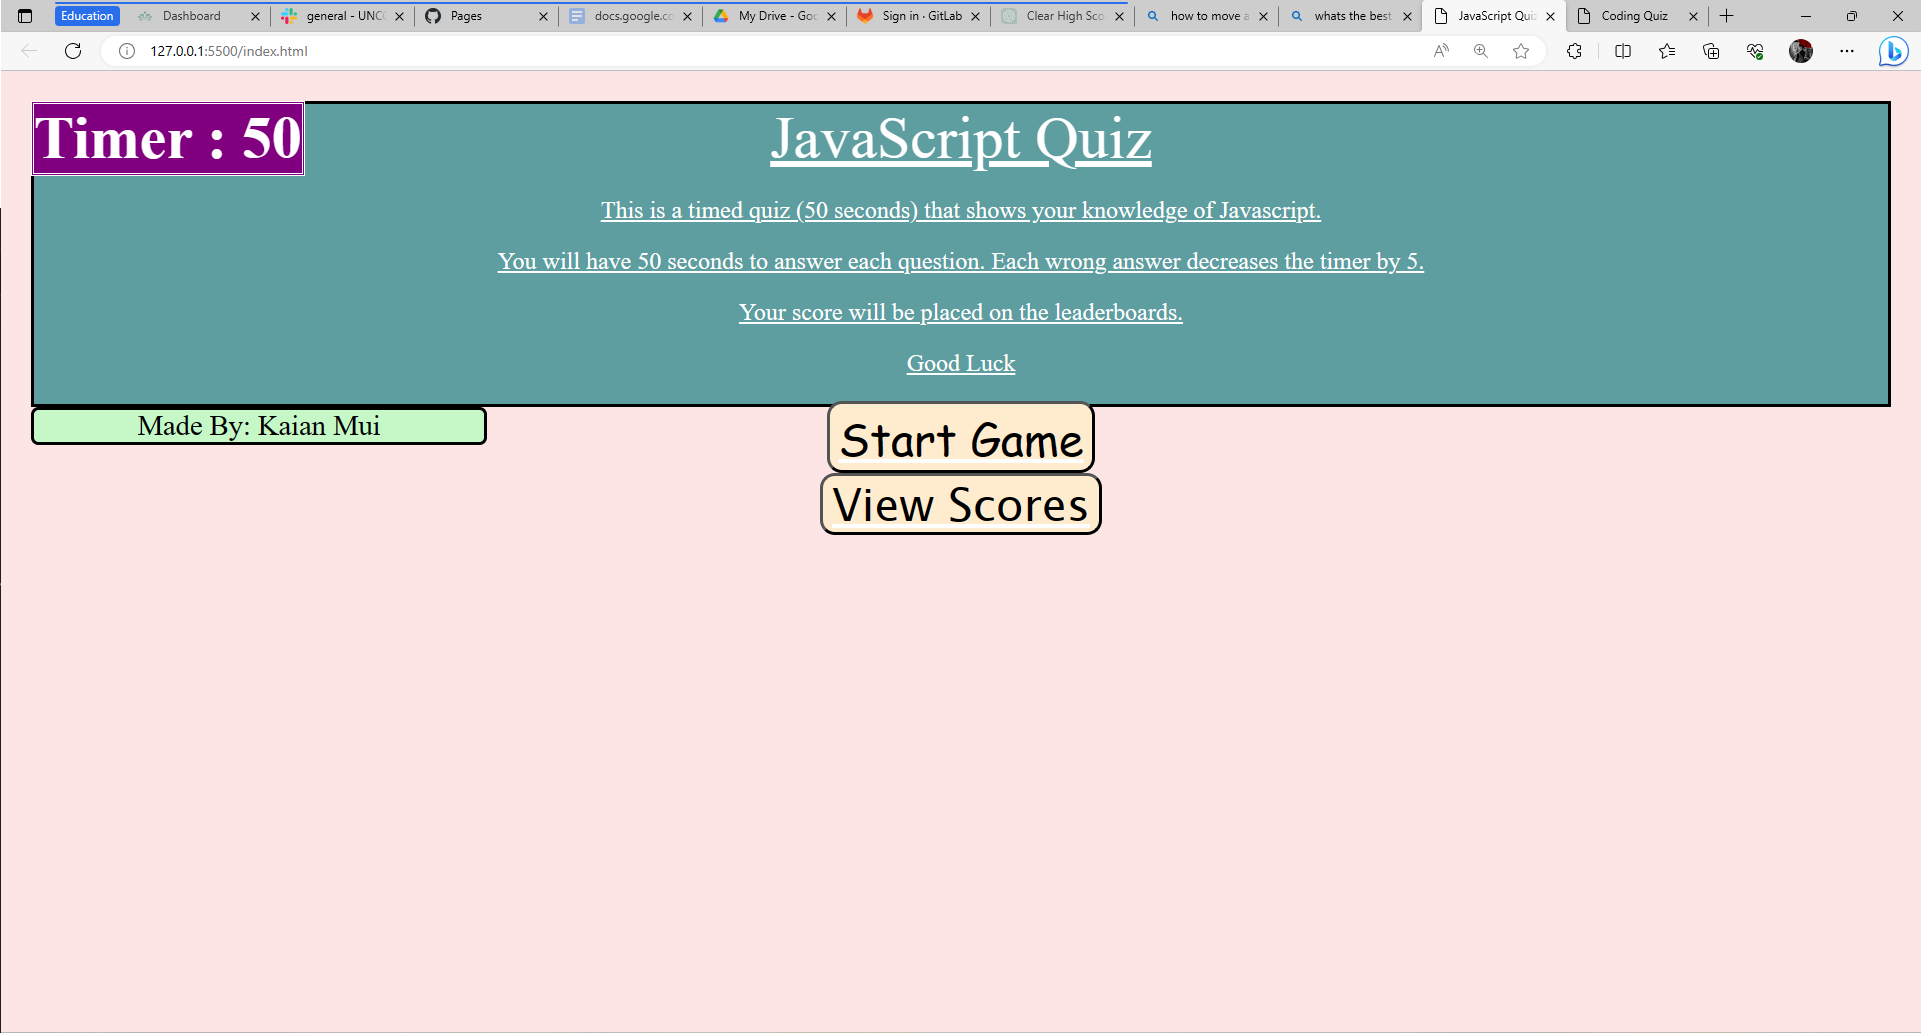 Education
Dashboard
general - UNCC
Pages
docs.google.co
My Drive - Goo
Sign in · GitLab
Clear High Sco
how to move a
whats the best
JavaScript Quiz
Coding Quiz
127.0.0.1:5500/index.html
Timer : 50
JavaScript Quiz
This is a timed quiz (50 seconds) that shows your knowledge of Javascript.
You will have 50 seconds to answer each question. Each wrong answer decreases the timer by 5.
Your score will be placed on the leaderboards.
Good Luck
Made By: Kaian Mui
Start Game
View Scores